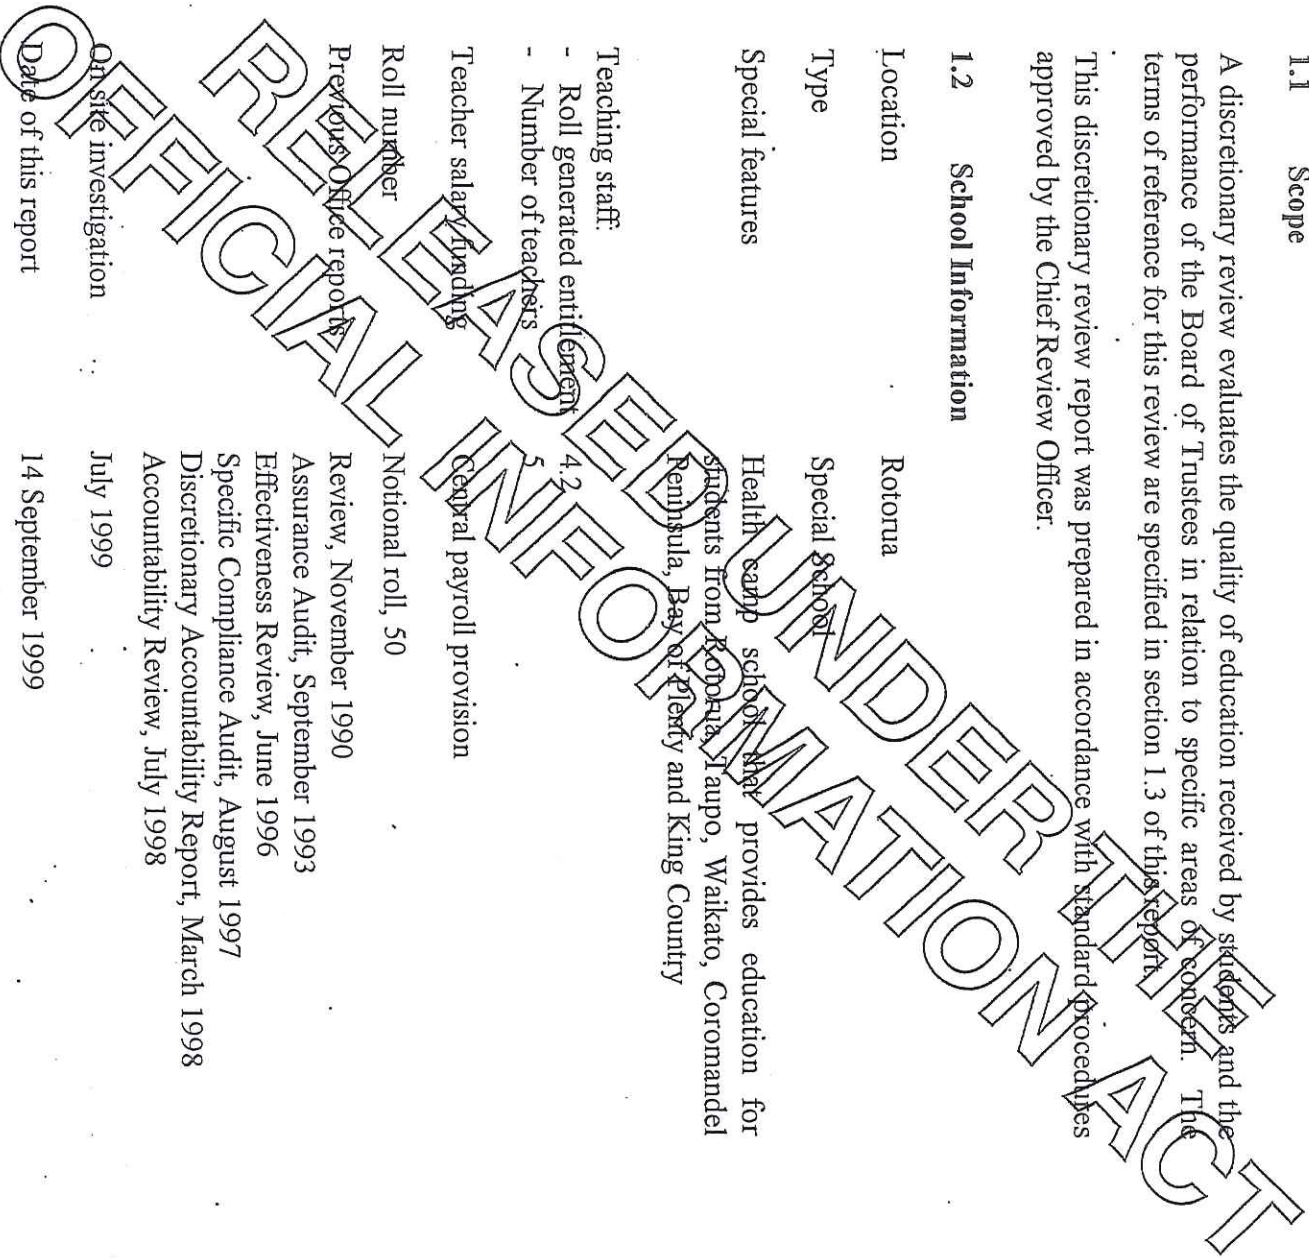 1.1 Scope
A discretionary review evaluates the quality of education received by students and the
performance of the Board of Trustees in relation to specific areas of concern. The
terms of reference for this review are specified in section 1.3 of this report.
This discretionary review report was prepared in accordance with standard procedures
approved by the Chief Review Officer.
1.2 School Information
Location Rotorua
Type Special School
Special features Health camp school that provides education for
students from Rotorua, Taupo, Waikato, Coromandel
Peninsula, Bay of Plenty and King Country
Teaching staff:
- Roll generated entitlement 4.2
- Number of teachers 5
Teacher salary funding Central payroll provision
Roll number Notional roll, 50
Previous Office reports Review, November 1990
Assurance Audit, September 1993
Effectiveness Review, June 1996
Specific Compliance Audit, August 1997
Discretionary Accountability Report, March 1998
Accountability Review, July 1998
On site investigation July 1999
Date of this report 14 September 1999
RELEASED UNDER THE
OFFICIAL INFORMATION ACT